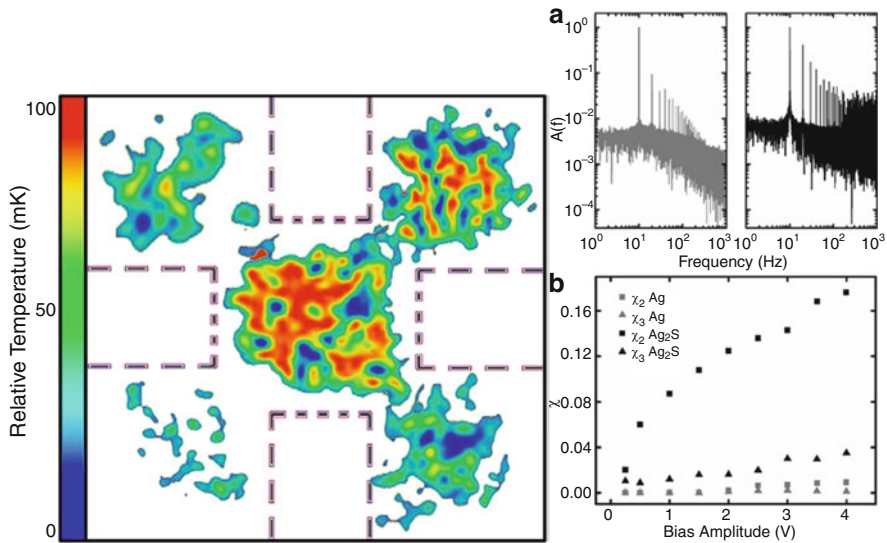 100
50
0
Relative Temperature (mK)
a
A(f)
10⁰
10⁻¹
10⁻²
10⁻³
10⁻⁴
10⁰ 10¹ 10² 10³ 10⁰ 10¹ 10² 10³
Frequency (Hz)
b
χ
0.16
0.12
0.08
0.04
0.00
χ₂ Ag
χ₃ Ag
χ₂ Ag₂S
χ₃ Ag₂S
0 1 2 3 4
Bias Amplitude (V)